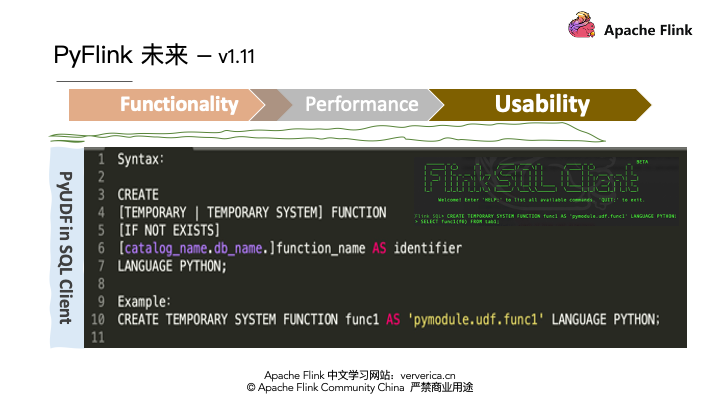 Apache Flink
PyFlink 未来 – v1.11
Functionality
Performance
Usability
PyUDF in SQL Client
1 Syntax:
2
3 CREATE
4 [TEMPORARY | TEMPORARY SYSTEM] FUNCTION
5 [IF NOT EXISTS]
6 [catalog_name.db_name.]function_name AS identifier
7 LANGUAGE PYTHON;
8
9 Example:
10 CREATE TEMPORARY SYSTEM FUNCTION func1 AS 'pymodule.udf.func1' LANGUAGE PYTHON;
11
Flink SQL Client
BETA
Welcome! Enter 'HELP;' to list all available commands. 'QUIT;' to exit.
Flink SQL> CREATE TEMPORARY SYSTEM FUNCTION func1 AS 'pymodule.udf.func1' LANGUAGE PYTHON;
> SELECT func1(f0) FROM tab1;
Apache Flink 中文学习网站：ververica.cn
© Apache Flink Community China 严禁商业用途